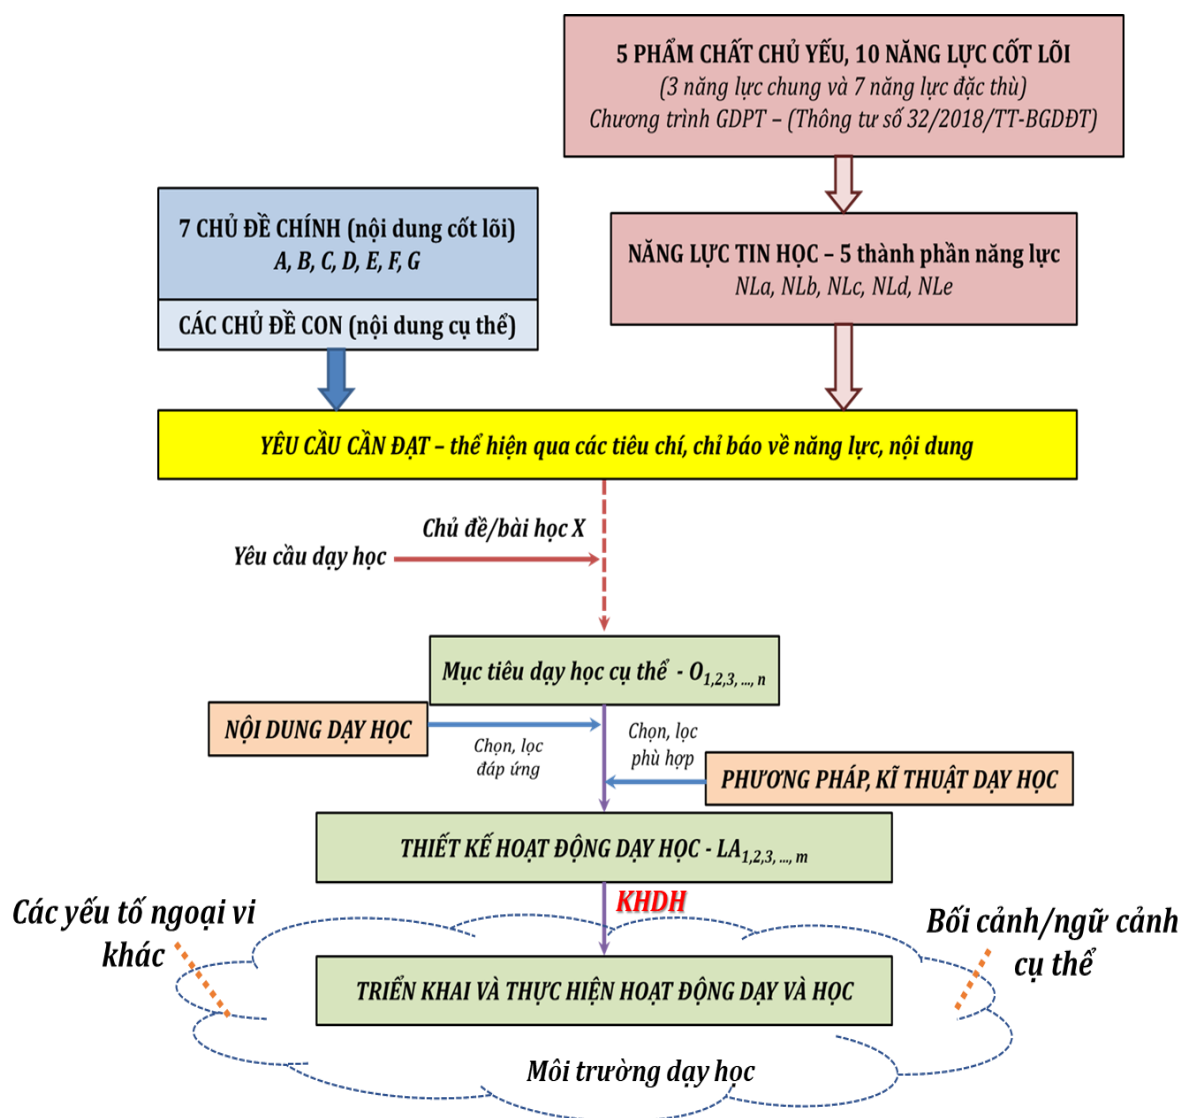 5 PHẨM CHẤT CHỦ YẾU, 10 NĂNG LỰC CỐT LÕI
(3 năng lực chung và 7 năng lực đặc thù)
Chương trình GDPT – (Thông tư số 32/2018/TT-BGDĐT)
7 CHỦ ĐỀ CHÍNH (nội dung cốt lõi)
A, B, C, D, E, F, G
CÁC CHỦ ĐỀ CON (nội dung cụ thể)
NĂNG LỰC TIN HỌC – 5 thành phần năng lực
NLa, NLb, NLc, NLd, NLe
YÊU CẦU CẦN ĐẠT – thể hiện qua các tiêu chí, chỉ báo về năng lực, nội dung
Chủ đề/bài học X
Yêu cầu dạy học
Mục tiêu dạy học cụ thể - O1,2,3, ..., n
NỘI DUNG DẠY HỌC
Chọn, lọc
đáp ứng
Chọn, lọc
phù hợp
PHƯƠNG PHÁP, KĨ THUẬT DẠY HỌC
THIẾT KẾ HOẠT ĐỘNG DẠY HỌC - LA1,2,3, ..., m
KHDH
Các yếu tố ngoại vi
khác
Bối cảnh/ngữ cảnh
cụ thể
TRIỂN KHAI VÀ THỰC HIỆN HOẠT ĐỘNG DẠY VÀ HỌC
Môi trường dạy học